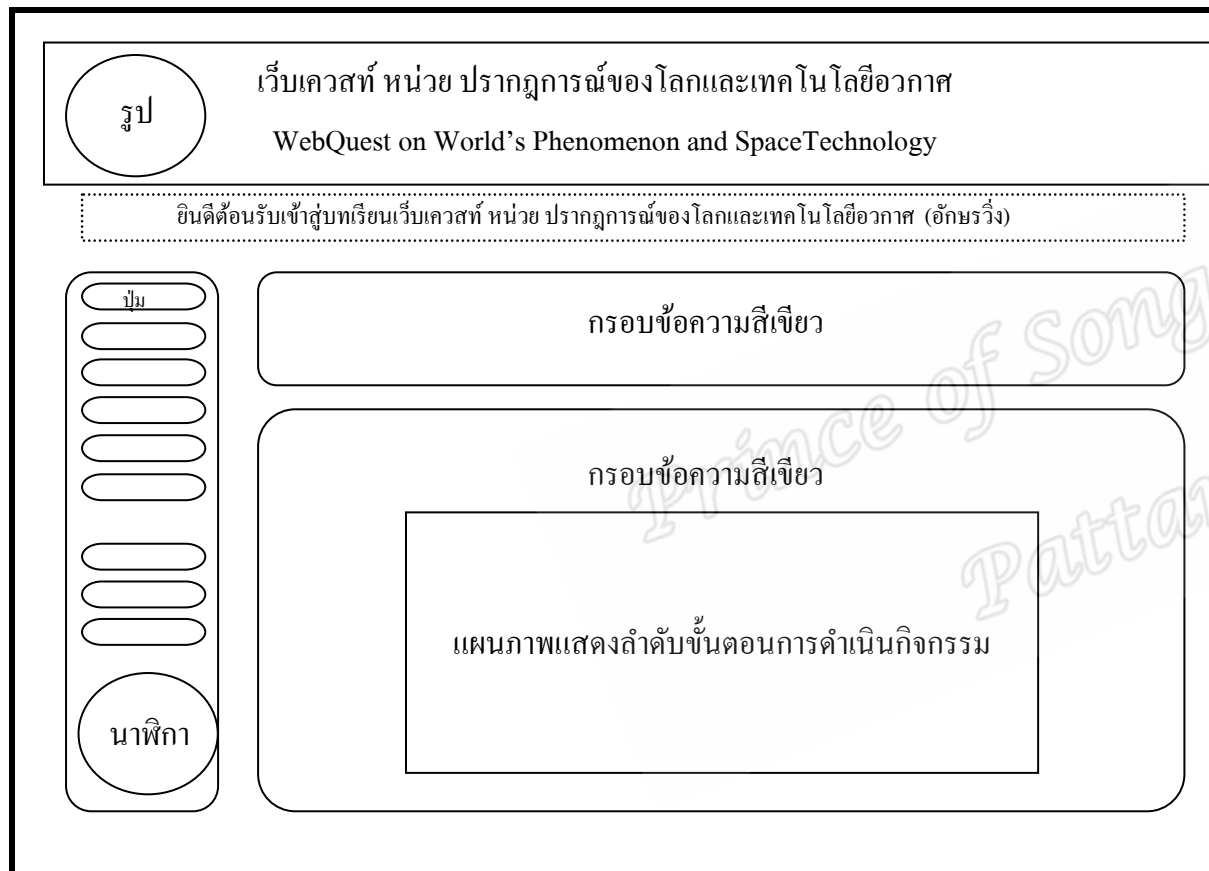 รูป
เว็บเควสท์ หน่วย ปรากฏการณ์ของโลกและเทคโนโลยีอวกาศ
WebQuest on World's Phenomenon and SpaceTechnology
ยินดีต้อนรับเข้าสู่บทเรียนเว็บเควสท์ หน่วย ปรากฏการณ์ของโลกและเทคโนโลยีอวกาศ (อักษรวิ่ง)
ปุ่ม
กรอบข้อความสีเขียว
กรอบข้อความสีเขียว
แผนภาพแสดงลำดับขั้นตอนการดำเนินกิจกรรม
นาฬิกา
Prince of Song
Pattan